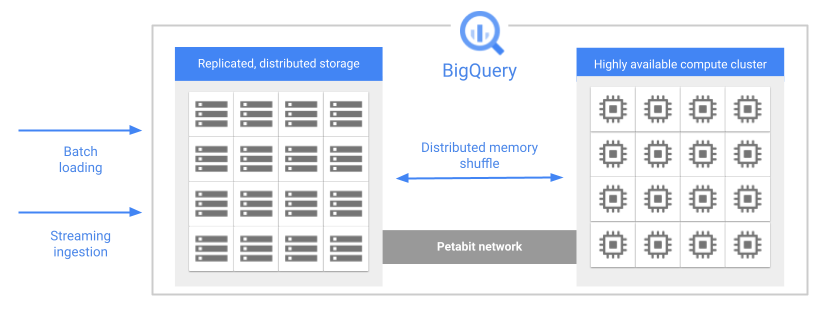 BigQuery
Replicated, distributed storage
Highly available compute cluster
Batch
loading
Streaming
ingestion
Distributed memory
shuffle
Petabit network